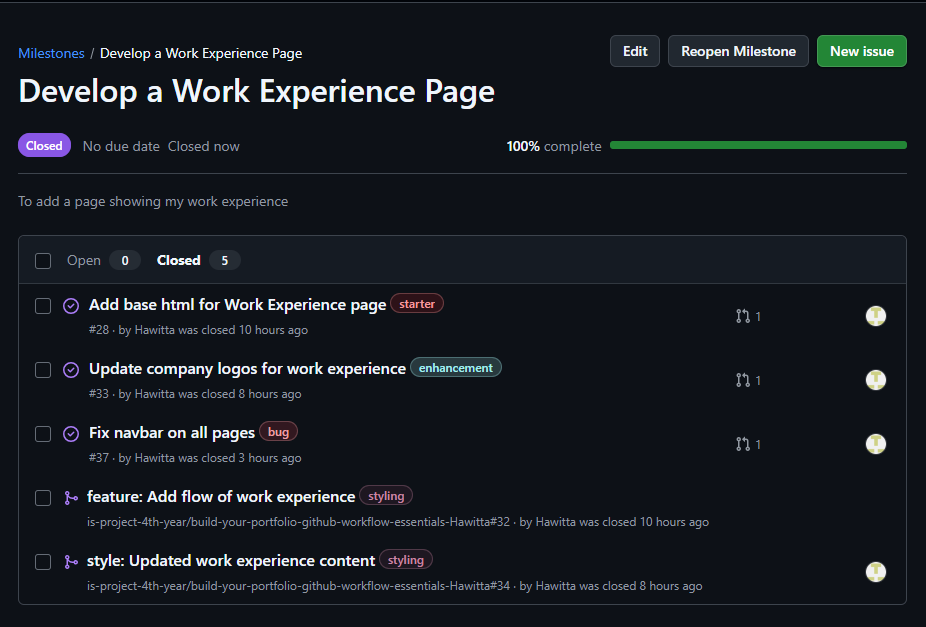 Milestones / Develop a Work Experience Page
Edit
Reopen Milestone
New issue
Develop a Work Experience Page
Closed No due date Closed now
100% complete
To add a page showing my work experience
Open 0 Closed 5
Add base html for Work Experience page starter
1
#28 · by Hawitta was closed 10 hours ago
Update company logos for work experience enhancement
1
#33 · by Hawitta was closed 8 hours ago
Fix navbar on all pages bug
1
#37 · by Hawitta was closed 3 hours ago
feature: Add flow of work experience styling
is-project-4th-year/build-your-portfolio-github-workflow-essentials-Hawitta#32 · by Hawitta was closed 10 hours ago
style: Updated work experience content styling
is-project-4th-year/build-your-portfolio-github-workflow-essentials-Hawitta#34 · by Hawitta was closed 8 hours ago